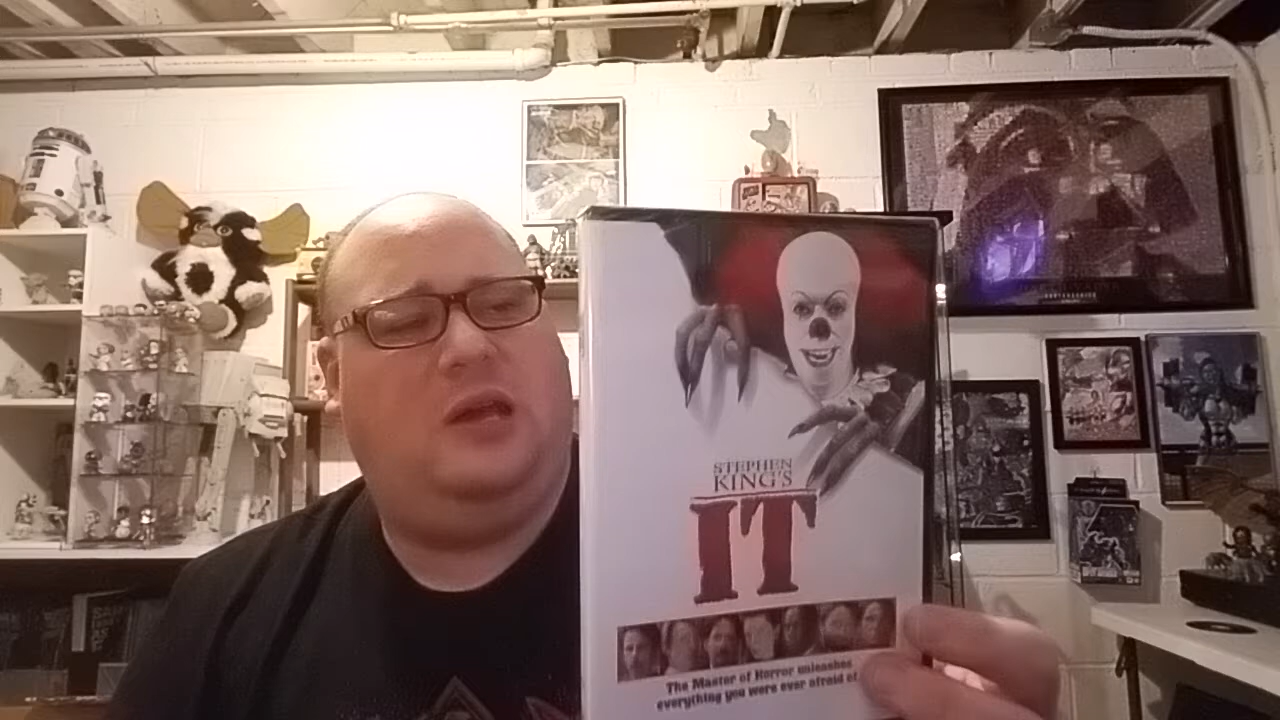 STEPHEN
KING'S
IT
The Master of Horror unleashes
everything you were ever afraid of